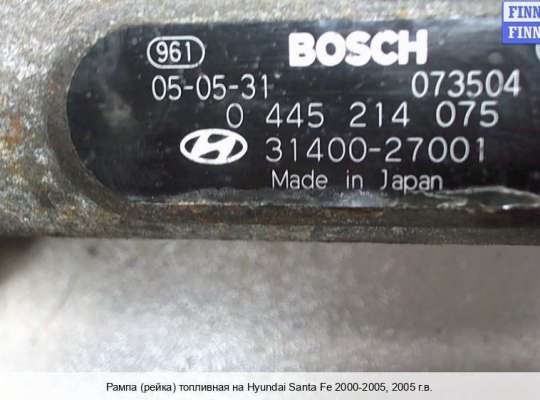 FINN
FINN
961 BOSCH
05-05-31 073504
0 445 214 075
31400-27001
Made in Japan
Рампа (рейка) топливная на Hyundai Santa Fe 2000-2005, 2005 г.в.